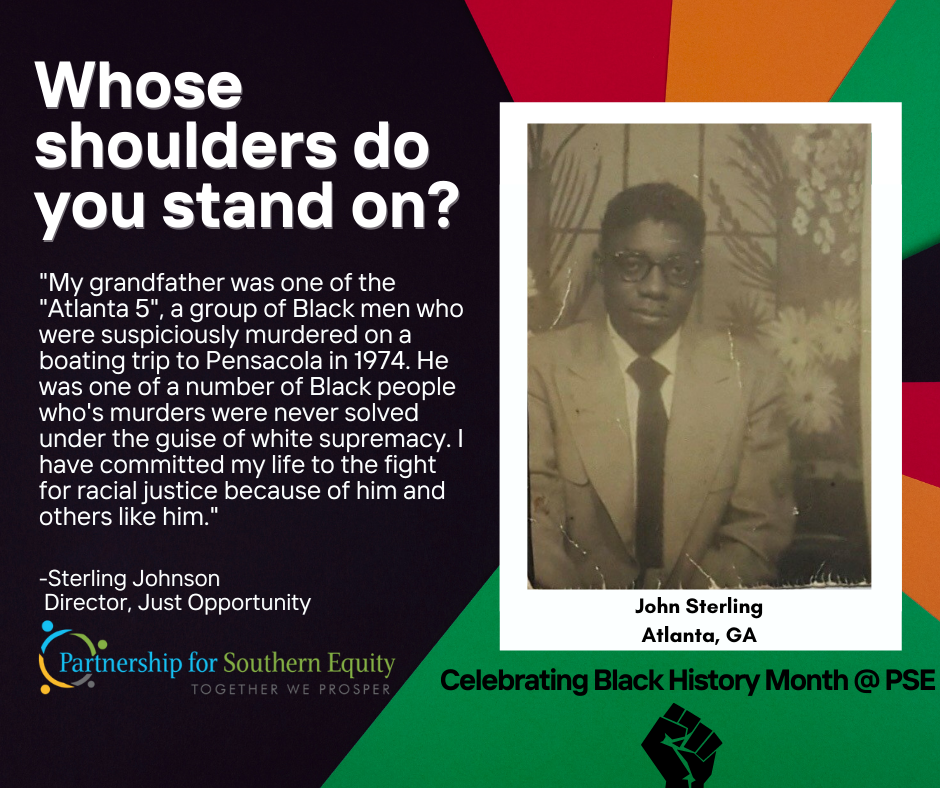 Whose
shoulders do
you stand on?
"My grandfather was one of the
"Atlanta 5", a group of Black men who
were suspiciously murdered on a
boating trip to Pensacola in 1974. He
was one of a number of Black people
who's murders were never solved
under the guise of white supremacy. I
have committed my life to the fight
for racial justice because of him and
others like him."
-Sterling Johnson
Director, Just Opportunity
Partnership for Southern Equity
TOGETHER WE PROSPER
John Sterling
Atlanta, GA
Celebrating Black History Month @ PSE